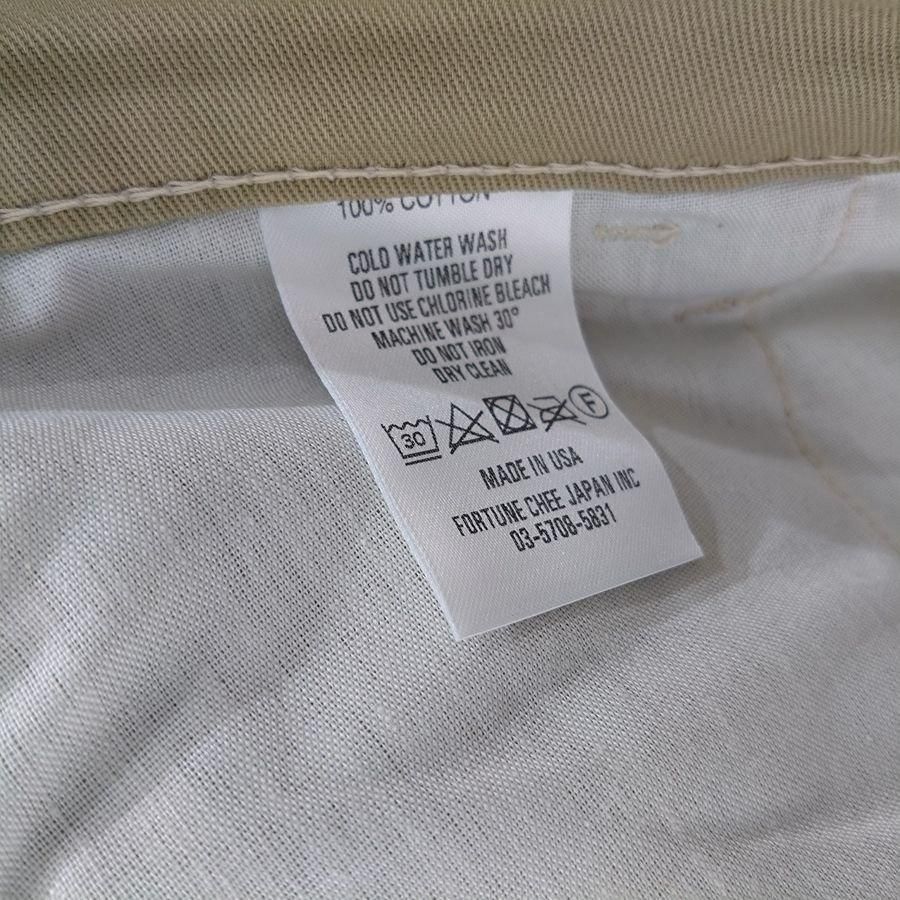 100% COTTON
COLD WATER WASH
DO NOT TUMBLE DRY
DO NOT USE CHLORINE BLEACH
MACHINE WASH 30°
DO NOT IRON
DRY CLEAN
30 F
MADE IN USA
FORTUNE CHEE JAPAN INC
03-5708-5831